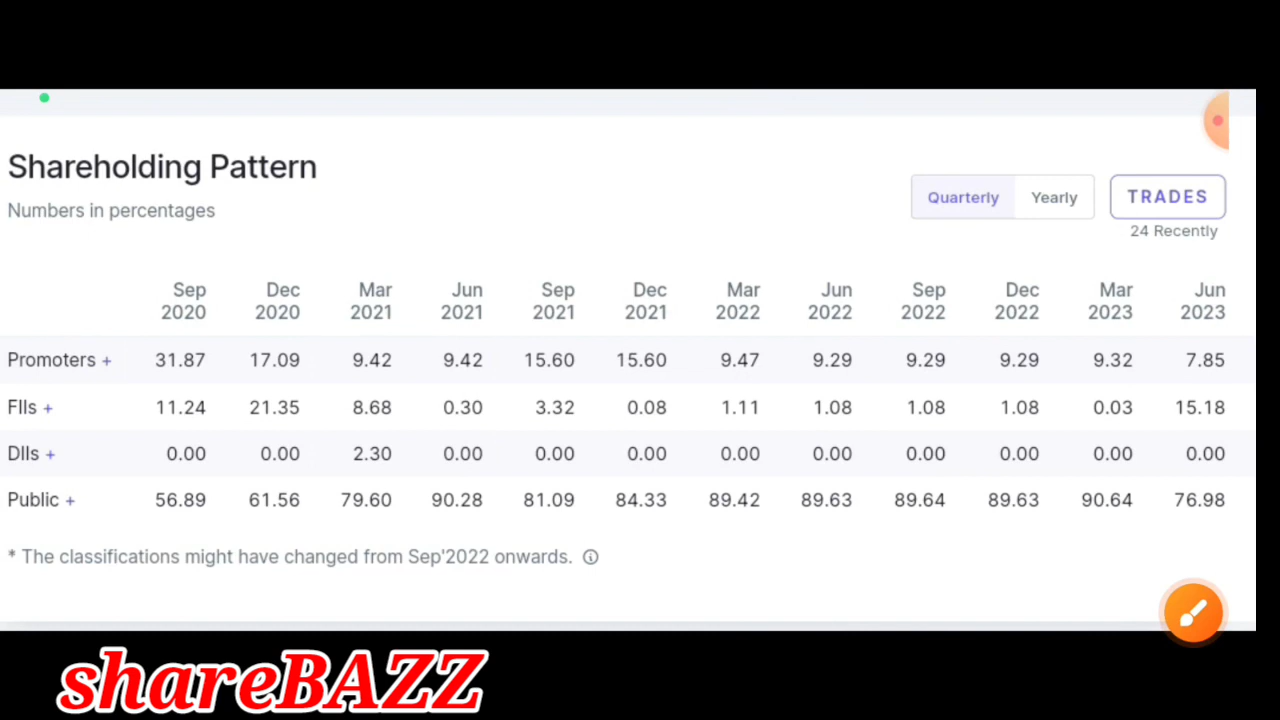 Shareholding Pattern
Numbers in percentages
Quarterly Yearly TRADES
24 Recently
Sep Dec Mar Jun Sep Dec Mar Jun Sep Dec Mar Jun
2020 2020 2021 2021 2021 2021 2022 2022 2022 2022 2023 2023
Promoters + 31.87 17.09 9.42 9.42 15.60 15.60 9.47 9.29 9.29 9.29 9.32 7.85
FIIs + 11.24 21.35 8.68 0.30 3.32 0.08 1.11 1.08 1.08 1.08 0.03 15.18
DIIs + 0.00 0.00 2.30 0.00 0.00 0.00 0.00 0.00 0.00 0.00 0.00 0.00
Public + 56.89 61.56 79.60 90.28 81.09 84.33 89.42 89.63 89.64 89.63 90.64 76.98
* The classifications might have changed from Sep'2022 onwards.
shareBAZZ